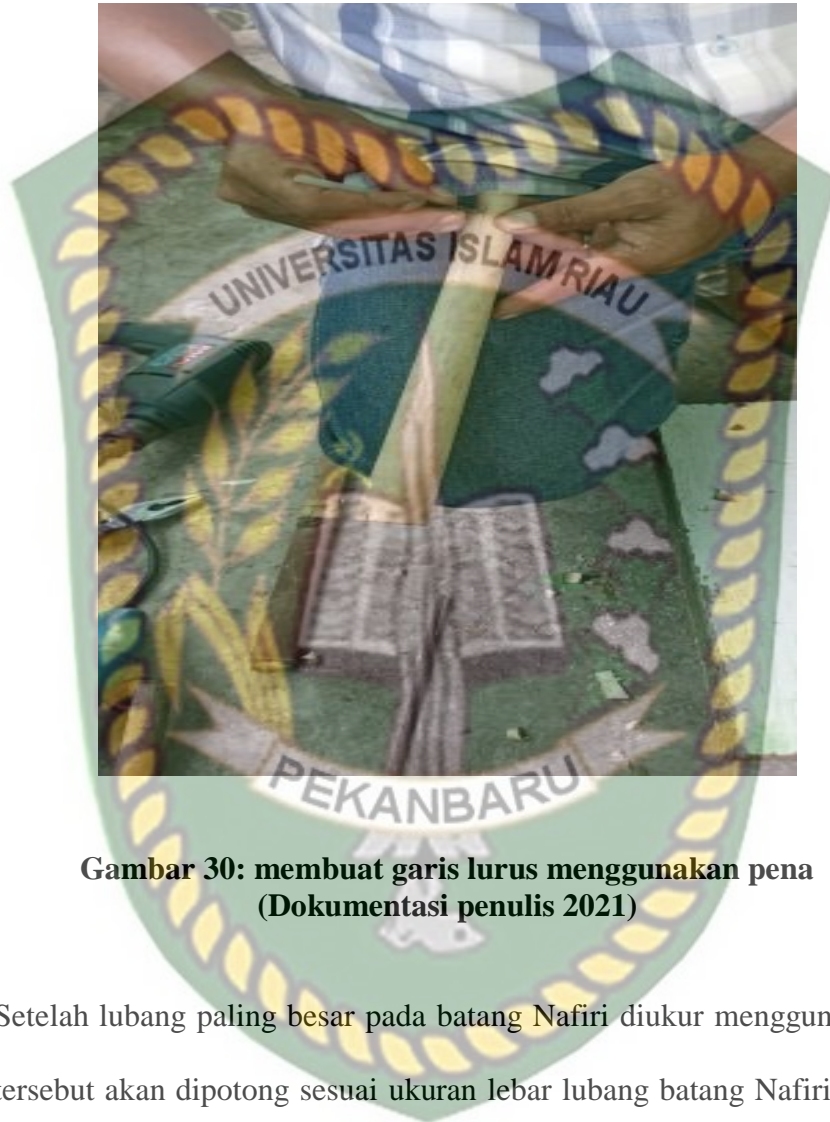 UNIVERSITAS ISLAM RIAU
PEKANBARU
Gambar 30: membuat garis lurus menggunakan pena
(Dokumentasi penulis 2021)
Setelah lubang paling besar pada batang Nafiri diukur menggun
tersebut akan dipotong sesuai ukuran lebar lubang batang Nafiri